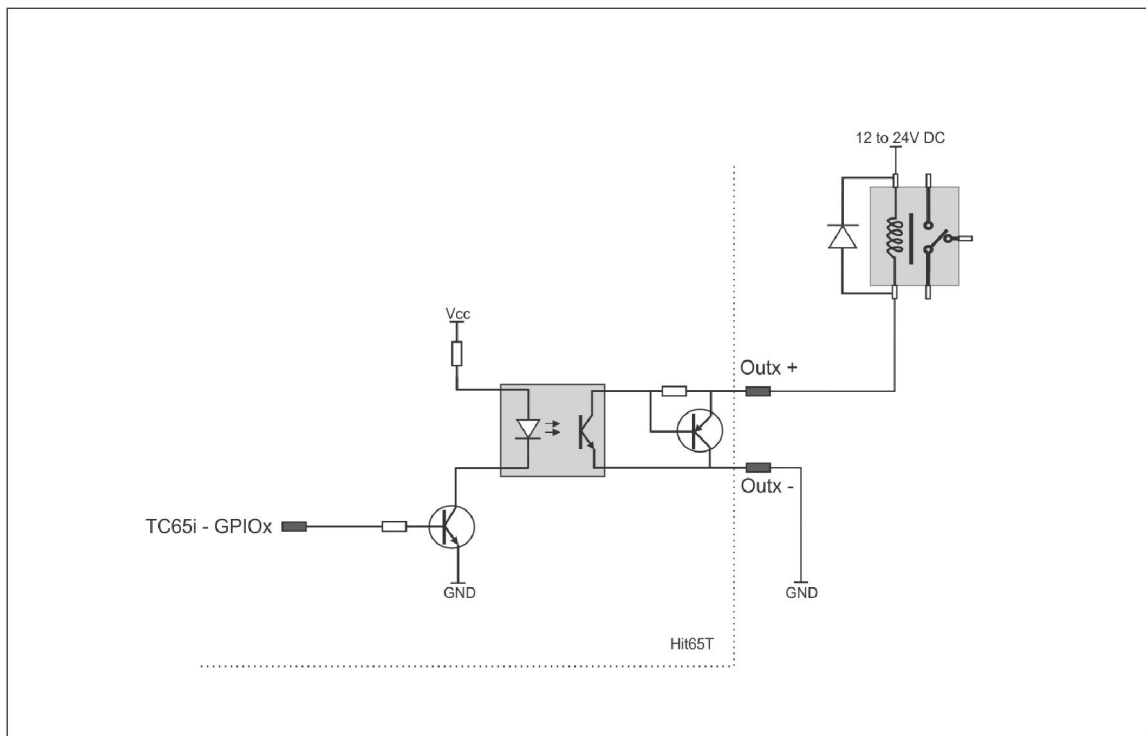 12 to 24V DC
Vcc
Outx +
Outx -
TC65i - GPIOx
GND
GND
Hit65T